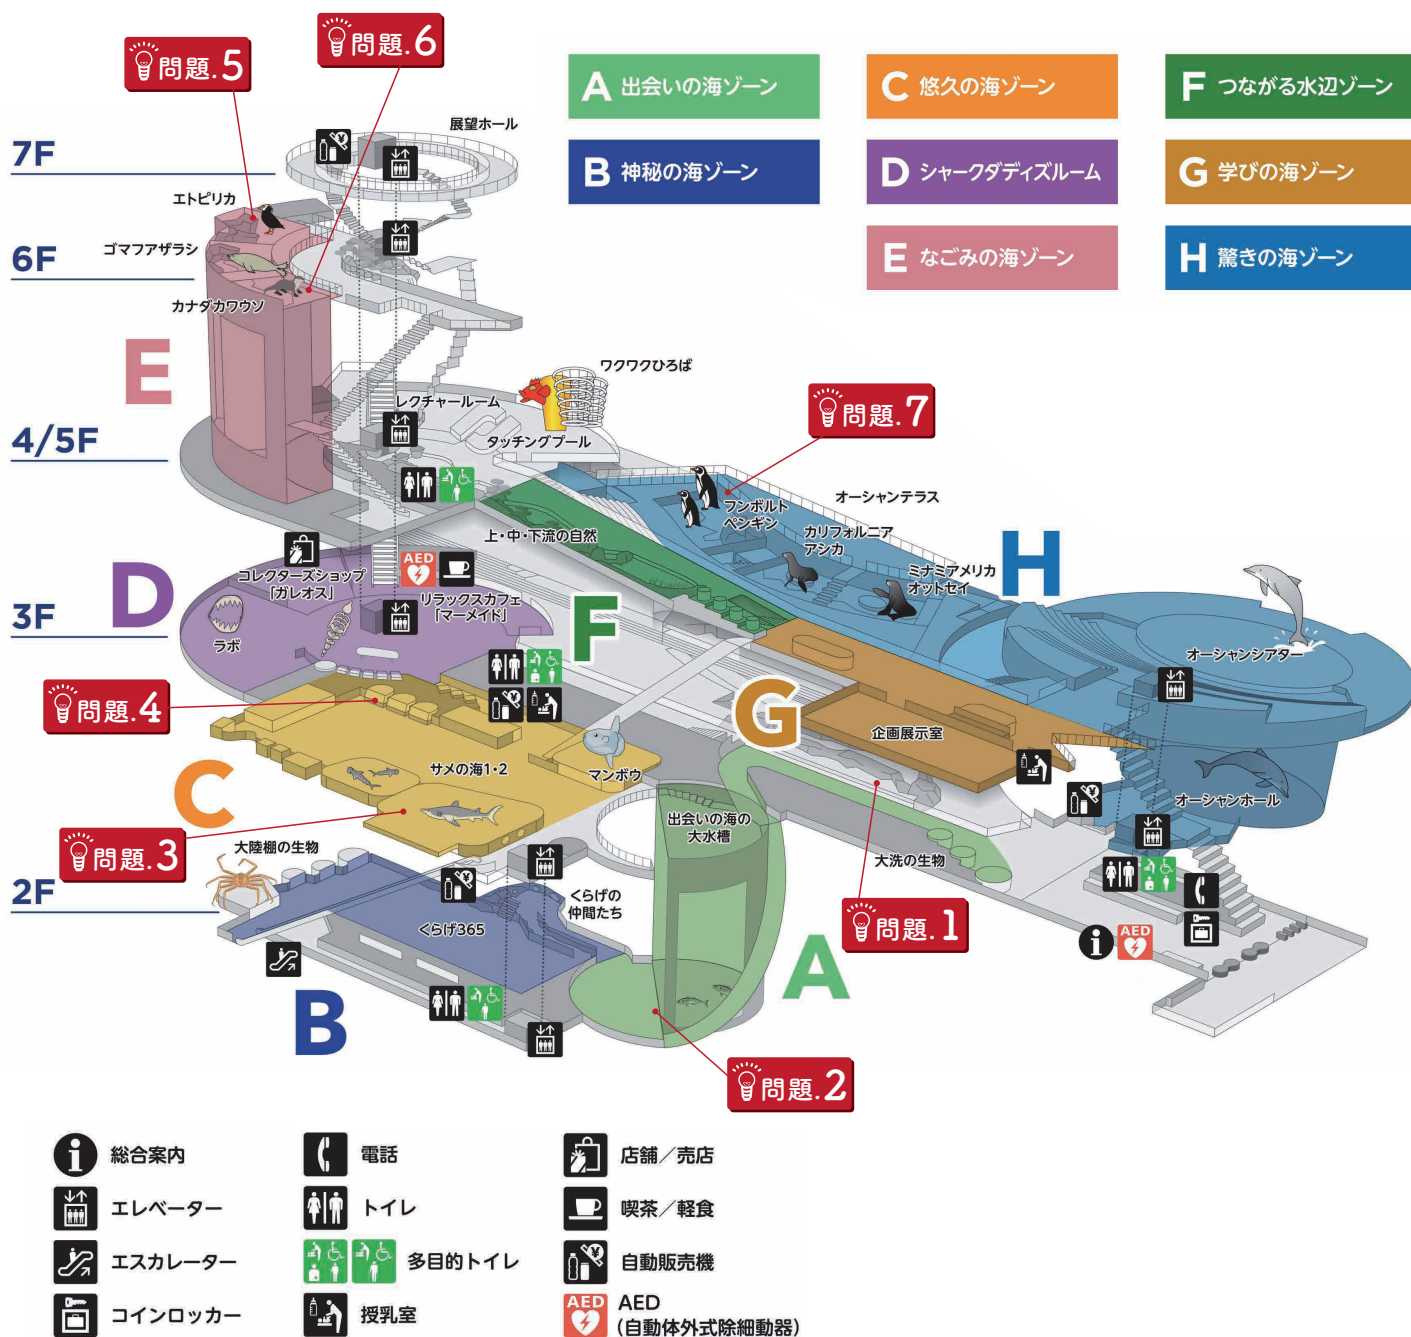 問題.5
問題.6
A 出会いの海ゾーン
C 悠久の海ゾーン
F つながる水辺ゾーン
B 神秘の海ゾーン
D シャークダディズルーム
G 学びの海ゾーン
E なごみの海ゾーン
H 驚きの海ゾーン
7F
展望ホール
エトピリカ
6F
ゴマフアザラシ
カナダカワウソ
E
ワクワクひろば
レクチャールーム
タッチングプール
問題.7
4/5F
フンボルト
ペンギン
オーシャンテラス
カリフォルニア
アシカ
上・中・下流の自然
ミナミアメリカ
オットセイ
H
D
コレクターズショップ
「ガレオス」
AED
リラックスカフェ
「マーメイド」
3F
ラボ
F
オーシャンシアター
問題.4
G
企画展示室
サメの海1・2
マンボウ
C
オーシャンホール
出会いの海の
大水槽
問題.3
大陸棚の生物
大洗の生物
2F
くらげの
仲間たち
くらげ365
問題.1
i
AED
A
B
問題.2
i 総合案内
電話
店舗／売店
エレベーター
トイレ
喫茶／軽食
エスカレーター
多目的トイレ
自動販売機
コインロッカー
授乳室
AED
AED
(自動体外式除細動器)